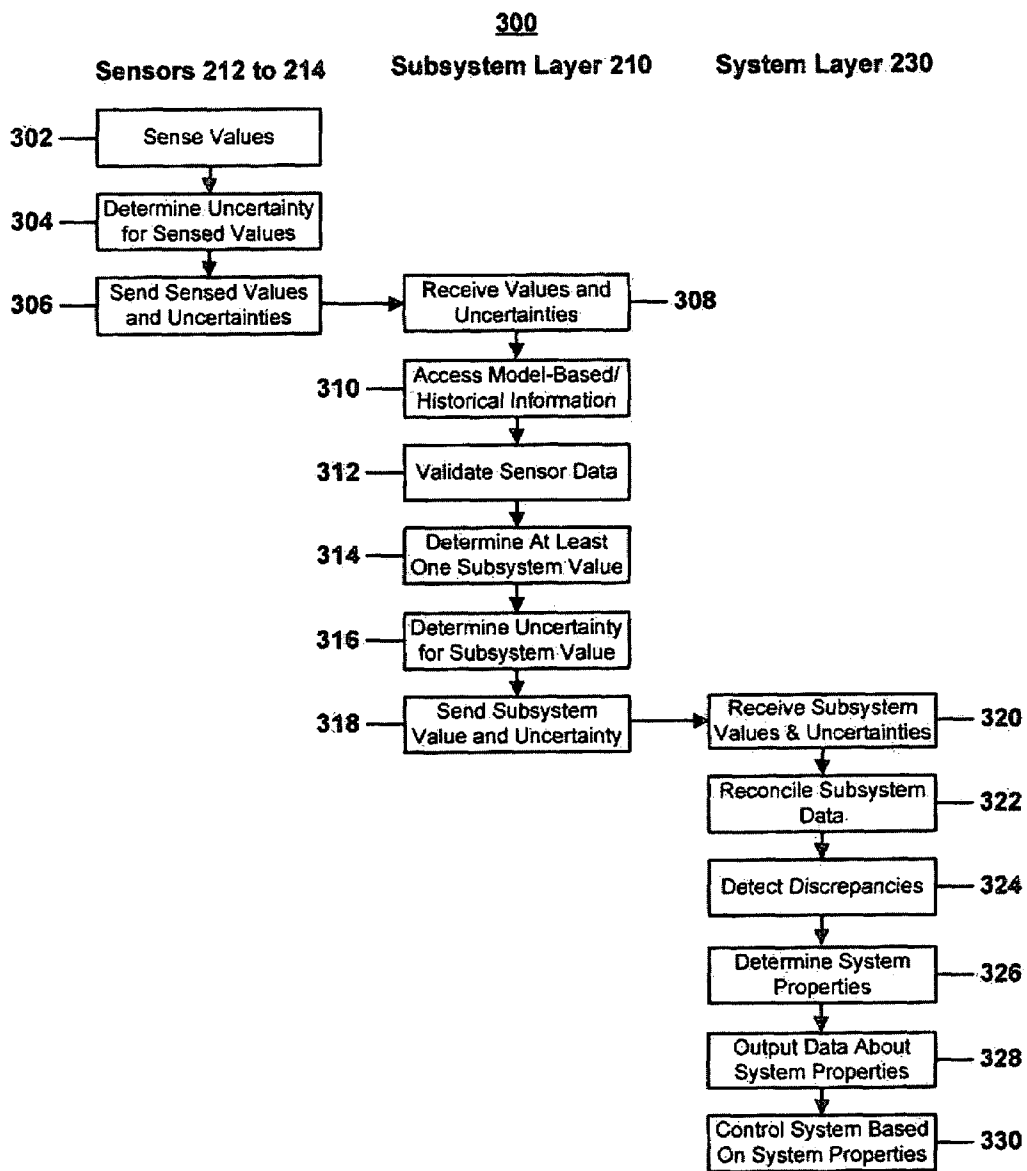 300
Sensors 212 to 214
Subsystem Layer 210
System Layer 230
302
Sense Values
304
Determine Uncertainty
for Sensed Values
306
Send Sensed Values
and Uncertainties
Receive Values and
Uncertainties
308
310
Access Model-Based/
Historical Information
312
Validate Sensor Data
314
Determine At Least
One Subsystem Value
316
Determine Uncertainty
for Subsystem Value
318
Send Subsystem
Value and Uncertainty
Receive Subsystem
Values & Uncertainties
320
Reconcile Subsystem
Data
322
Detect Discrepancies
324
Determine System
Properties
326
Output Data About
System Properties
328
Control System Based
On System Properties
330